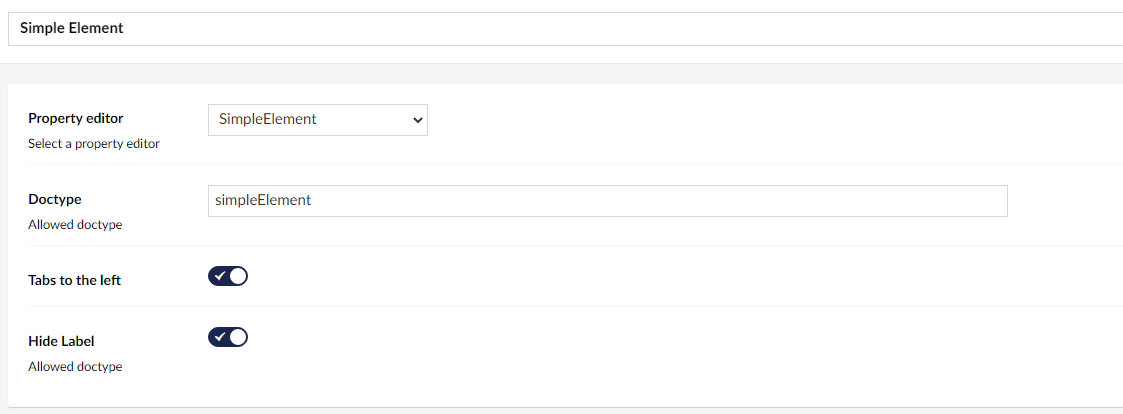 Simple Element
Property editor
SimpleElement
Select a property editor
Doctype
simpleElement
Allowed doctype
Tabs to the left
Hide Label
Allowed doctype